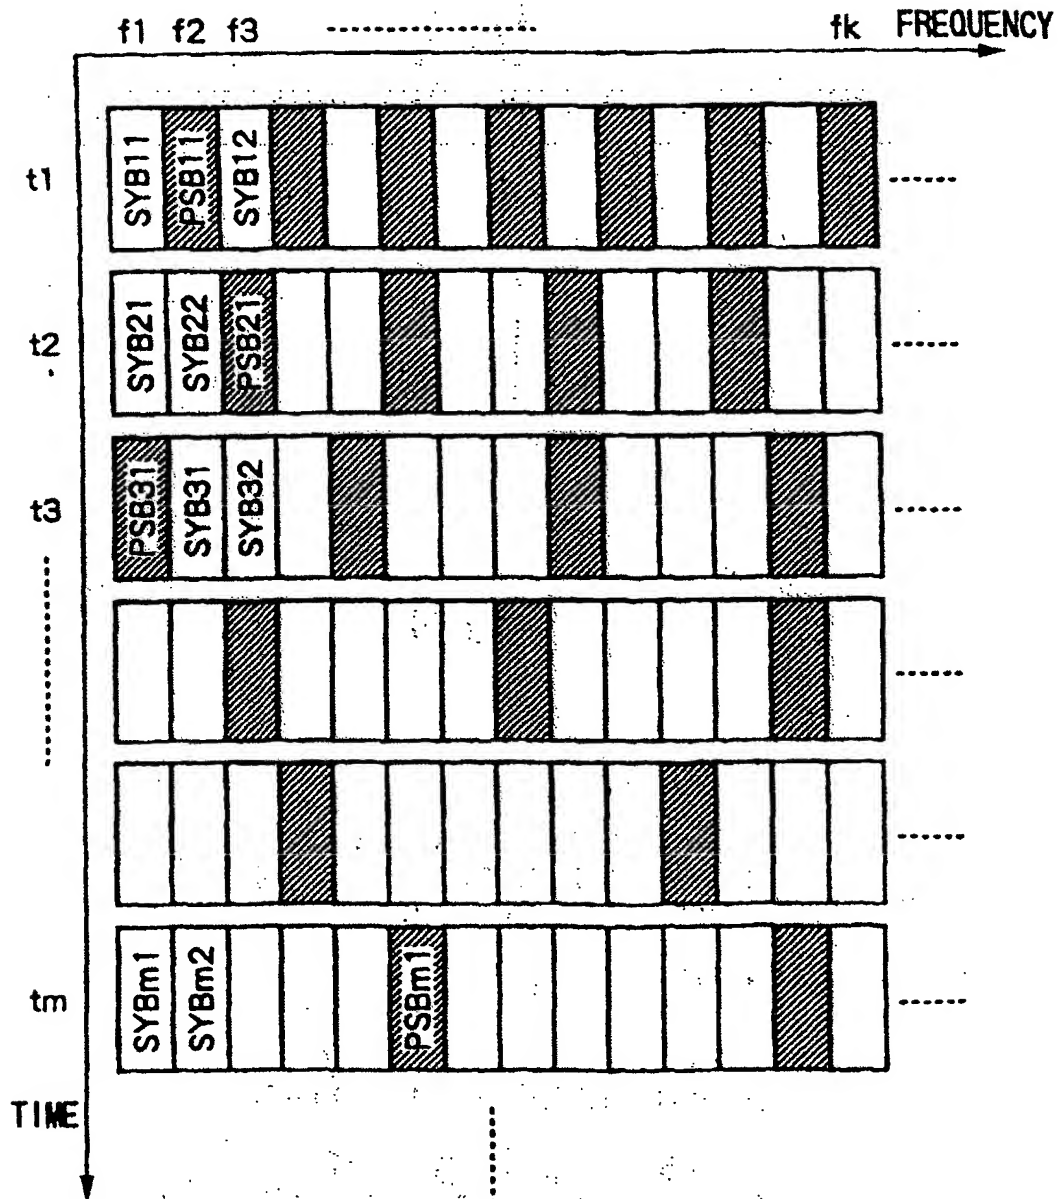 f1 f2 f3 fk FREQUENCY
t1
SYB11
PSB11
SYB12
t2
SYB21
SYB22
PSB21
t3
PSB31
SYB31
SYB32
tm
SYBm1
SYBm2
PSBm1
TIME